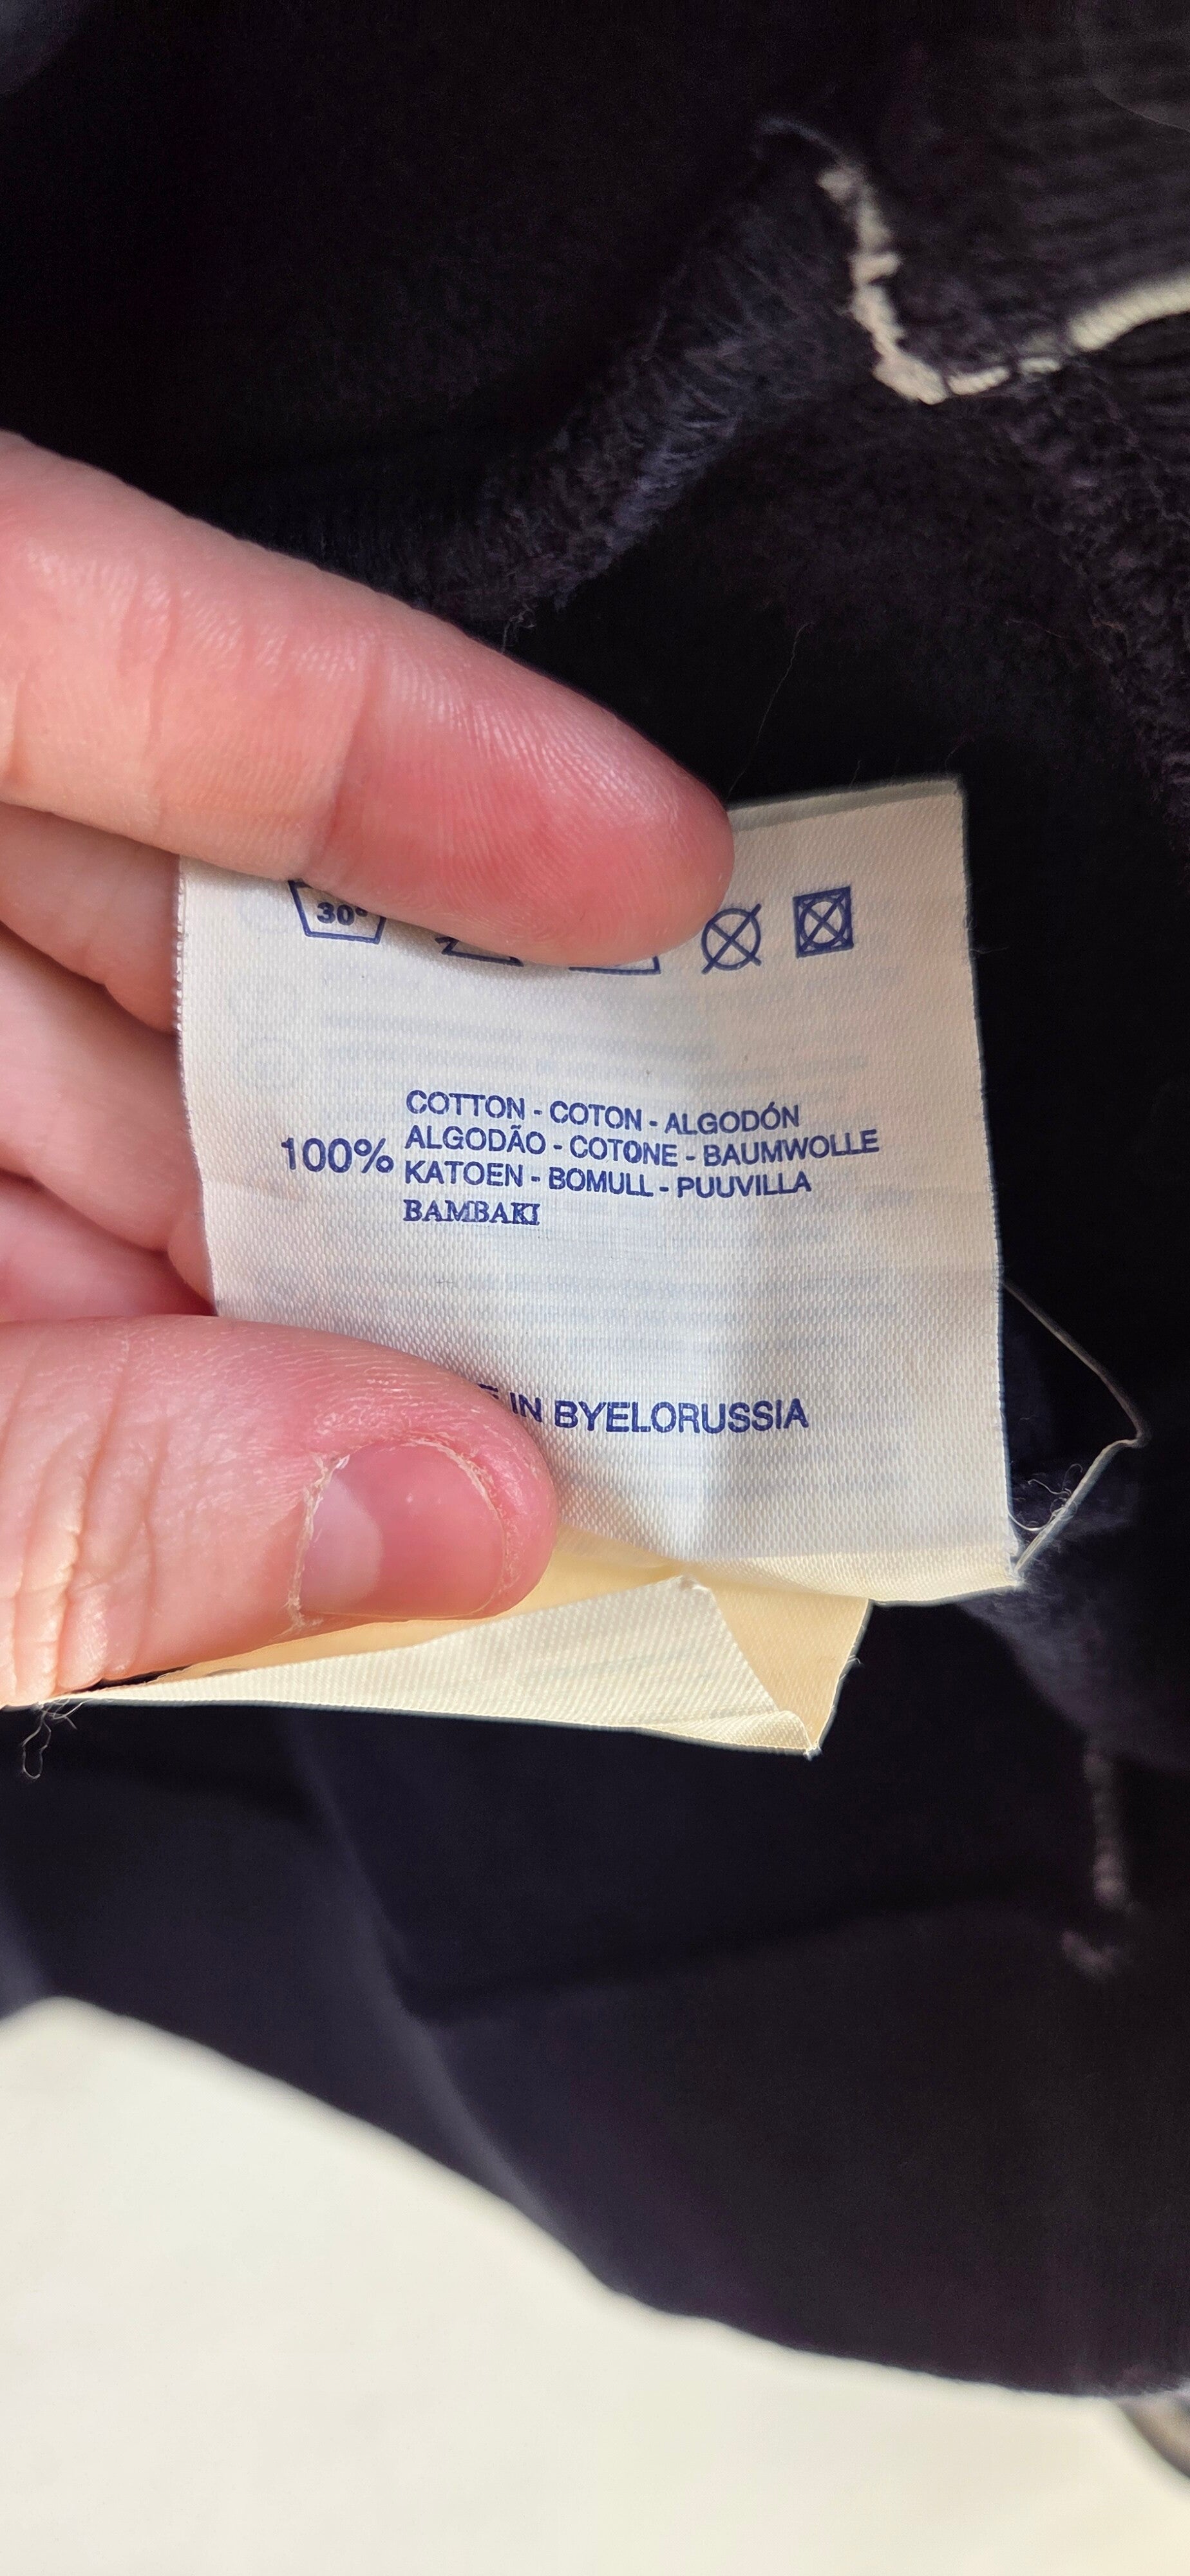 30°
COTTON - COTON - ALGODÓN
ALGODÃO - COTONE - BAUMWOLLE
100% KATOEN - BOMULL - PUUVILLA
BAMBAKI
IN BYELORUSSIA